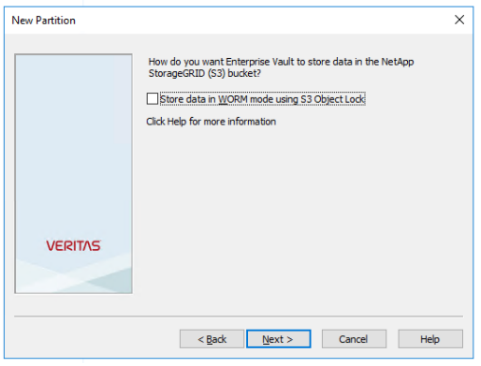 New Partition
How do you want Enterprise Vault to store data in the NetApp
StorageGRID (S3) bucket?
Store data in WORM mode using S3 Object Lock
Click Help for more information
VERITAS
< Back
Next >
Cancel
Help